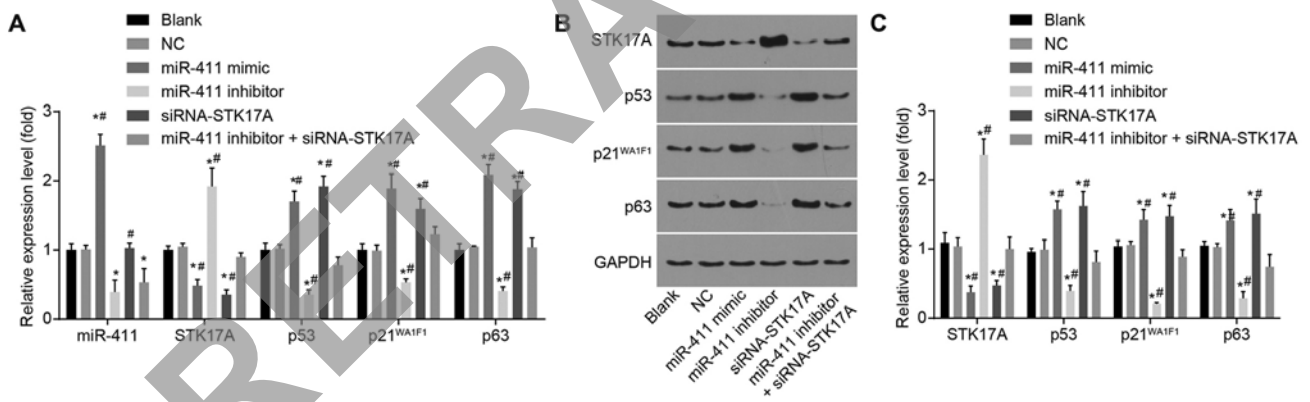 A
Blank
NC
miR-411 mimic
miR-411 inhibitor
siRNA-STK17A
miR-411 inhibitor + siRNA-STK17A
Relative expression level (fold)
3
2
1
0
*# * # *
*# *# *#
*# *# *#
*# *# *#
*# *# *#
miR-411 STK17A p53 p21WA1F1 p63
B
STK17A
p53
p21WA1F1
p63
GAPDH
Blank
NC
miR-411 mimic
miR-411 inhibitor
siRNA-STK17A
miR-411 inhibitor
+ siRNA-STK17A
C
Blank
NC
miR-411 mimic
miR-411 inhibitor
siRNA-STK17A
miR-411 inhibitor + siRNA-STK17A
Relative expression level (fold)
3
2
1
0
*# *# *#
*# *# *#
*# *# *#
*# *# *#
STK17A p53 p21WA1F1 p63
RETRA